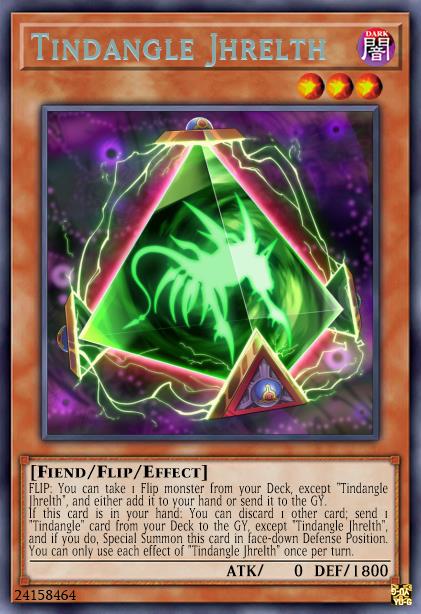 Tindangle Jhrelth
DARK
闇
[Fiend/Flip/Effect]
FLIP: You can take 1 Flip monster from your Deck, except "Tindangle
Jhrelth", and either add it to your hand or send it to the GY.
If this card is in your hand: You can discard 1 other card; send 1
"Tindangle" card from your Deck to the GY, except "Tindangle Jhrelth",
and if you do, Special Summon this card in face-down Defense Position.
You can only use each effect of "Tindangle Jhrelth" once per turn.
ATK/ 0 DEF/1800
24158464